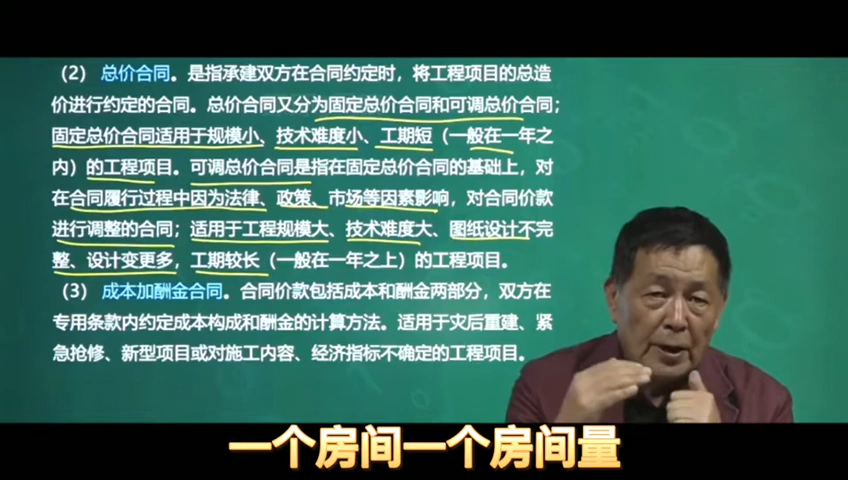 （2） 总价合同。是指承建双方在合同约定时，将工程项目的总造
价进行约定的合同。总价合同又分为固定总价合同和可调总价合同；
固定总价合同适用于规模小、技术难度小、工期短（一般在一年之
内）的工程项目。可调总价合同是指在固定总价合同的基础上，对
在合同履行过程中因为法律、政策、市场等因素影响，对合同价款
进行调整的合同；适用于工程规模大、技术难度大、图纸设计不完
整、设计变更多，工期较长（一般在一年之上）的工程项目。
（3） 成本加酬金合同。合同价款包括成本和酬金两部分，双方在
专用条款内约定成本构成和酬金的计算方法。适用于灾后重建、紧
急抢修、新型项目或对施工内容、经济指标不确定的工程项目。
一个房间一个房间量